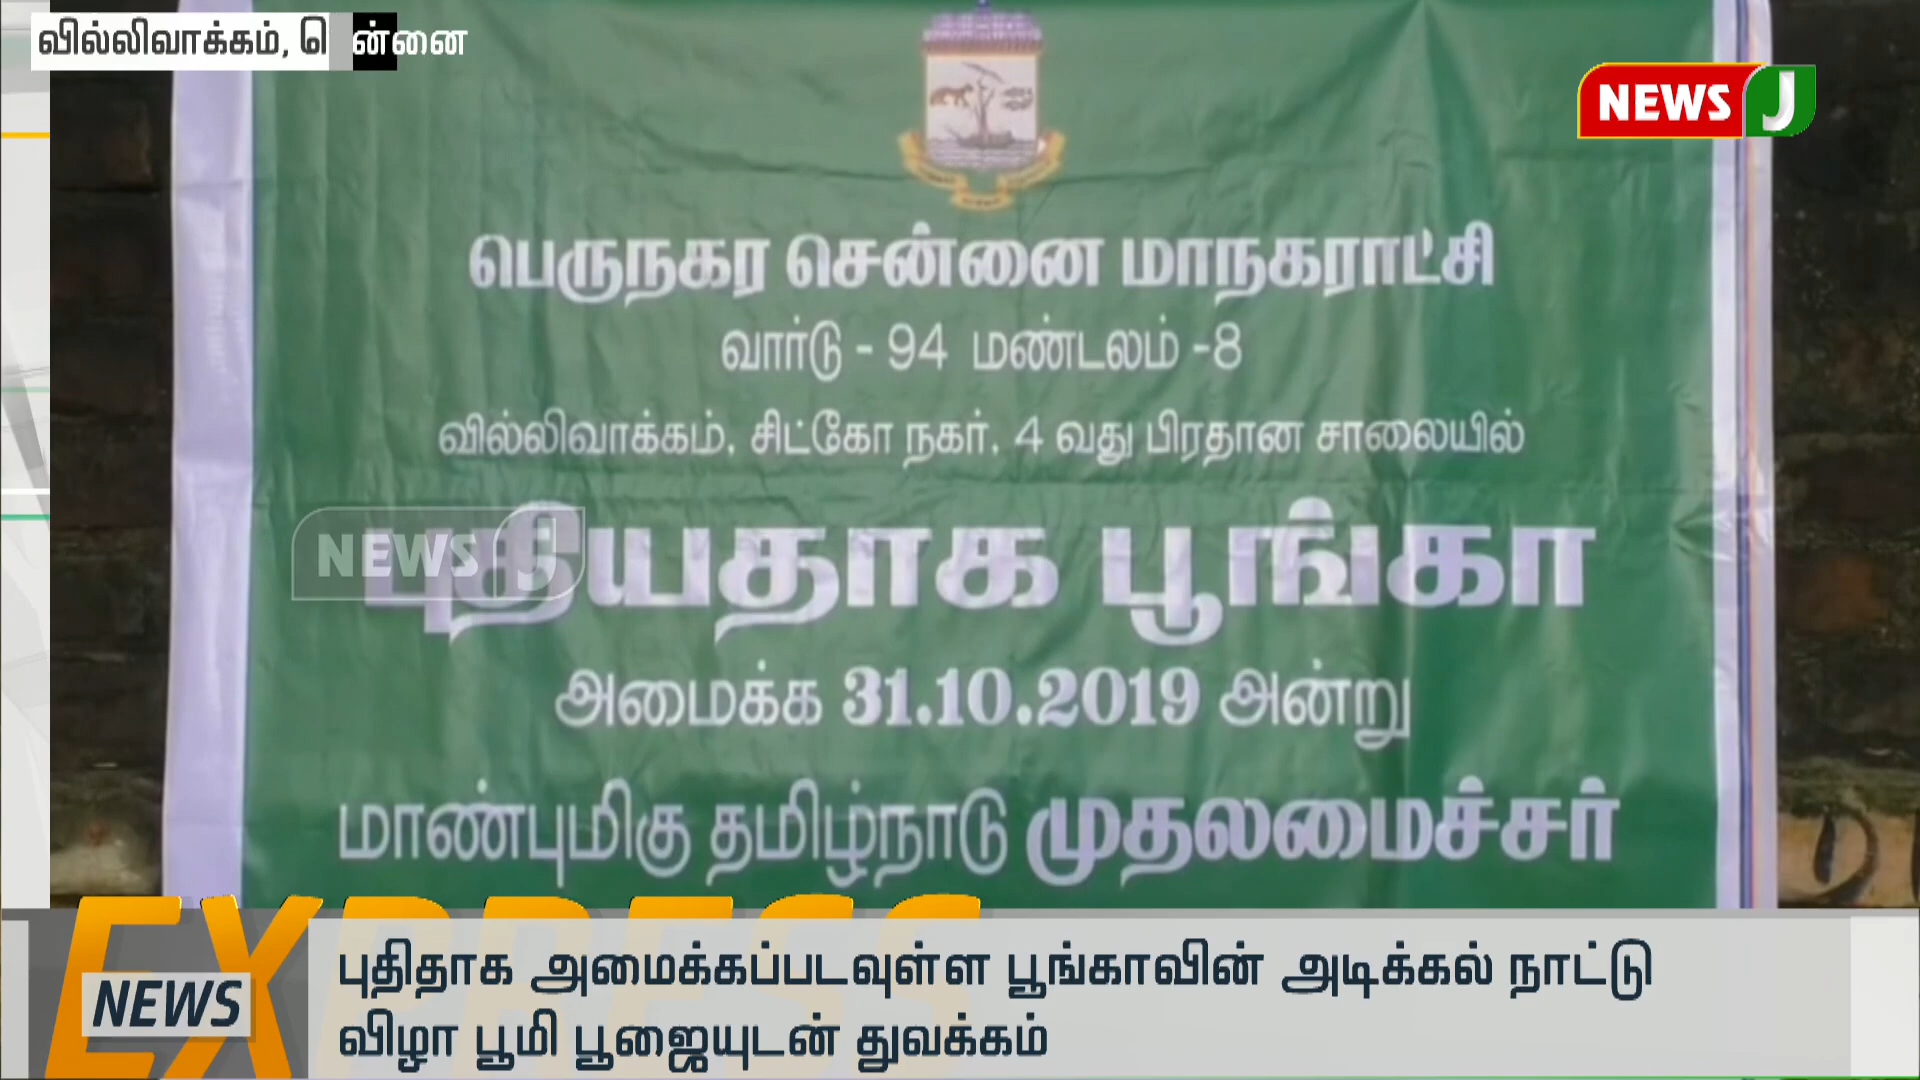 வில்லிவாக்கம், சென்னை
NEWS J
பெருநகர சென்னை மாநகராட்சி
வார்டு - 94 மண்டலம் -8
வில்லிவாக்கம், சிட்கோ நகர், 4 வது பிரதான சாலையில்
NEWS J
புதியதாக பூங்கா
அமைக்க 31.10.2019 அன்று
மாண்புமிகு தமிழ்நாடு முதலமைச்சர்
EXPRESS
NEWS
புதிதாக அமைக்கப்படவுள்ள பூங்காவின் அடிக்கல் நாட்டு
விழா பூமி பூஜையுடன் துவக்கம்